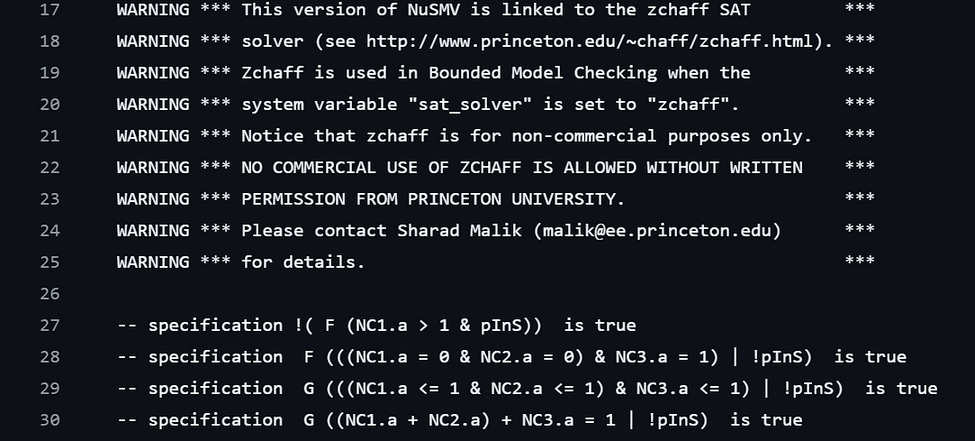 17 WARNING *** This version of NuSMV is linked to the zchaff SAT ***
18 WARNING *** solver (see http://www.princeton.edu/~chaff/zchaff.html). ***
19 WARNING *** Zchaff is used in Bounded Model Checking when the ***
20 WARNING *** system variable "sat_solver" is set to "zchaff". ***
21 WARNING *** Notice that zchaff is for non-commercial purposes only. ***
22 WARNING *** NO COMMERCIAL USE OF ZCHAFF IS ALLOWED WITHOUT WRITTEN ***
23 WARNING *** PERMISSION FROM PRINCETON UNIVERSITY. ***
24 WARNING *** Please contact Sharad Malik (malik@ee.princeton.edu) ***
25 WARNING *** for details. ***
26
27 -- specification !( F (NC1.a > 1 & pInS)) is true
28 -- specification F (((NC1.a = 0 & NC2.a = 0) & NC3.a = 1) | !pInS) is true
29 -- specification G (((NC1.a <= 1 & NC2.a <= 1) & NC3.a <= 1) | !pInS) is true
30 -- specification G ((NC1.a + NC2.a) + NC3.a = 1 | !pInS) is true